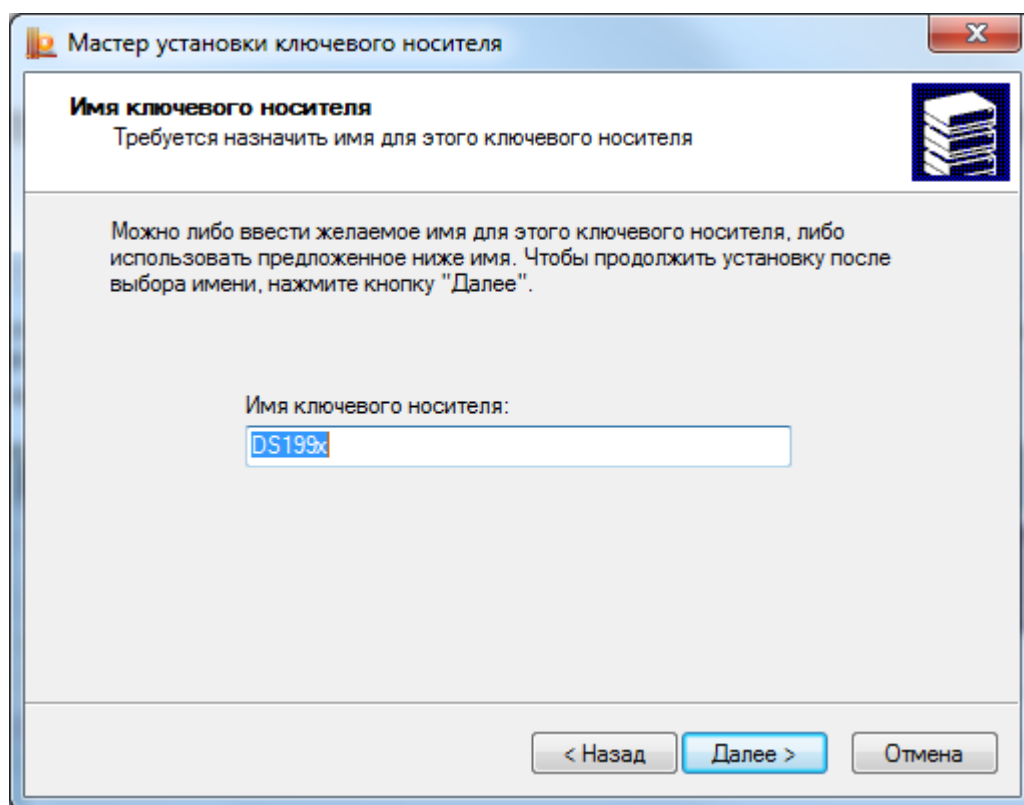 Мастер установки ключевого носителя
Имя ключевого носителя
Требуется назначить имя для этого ключевого носителя
Можно либо ввести желаемое имя для этого ключевого носителя, либо
использовать предложенное ниже имя. Чтобы продолжить установку после
выбора имени, нажмите кнопку "Далее".
Имя ключевого носителя:
DS199x
< Назад
Далее >
Отмена